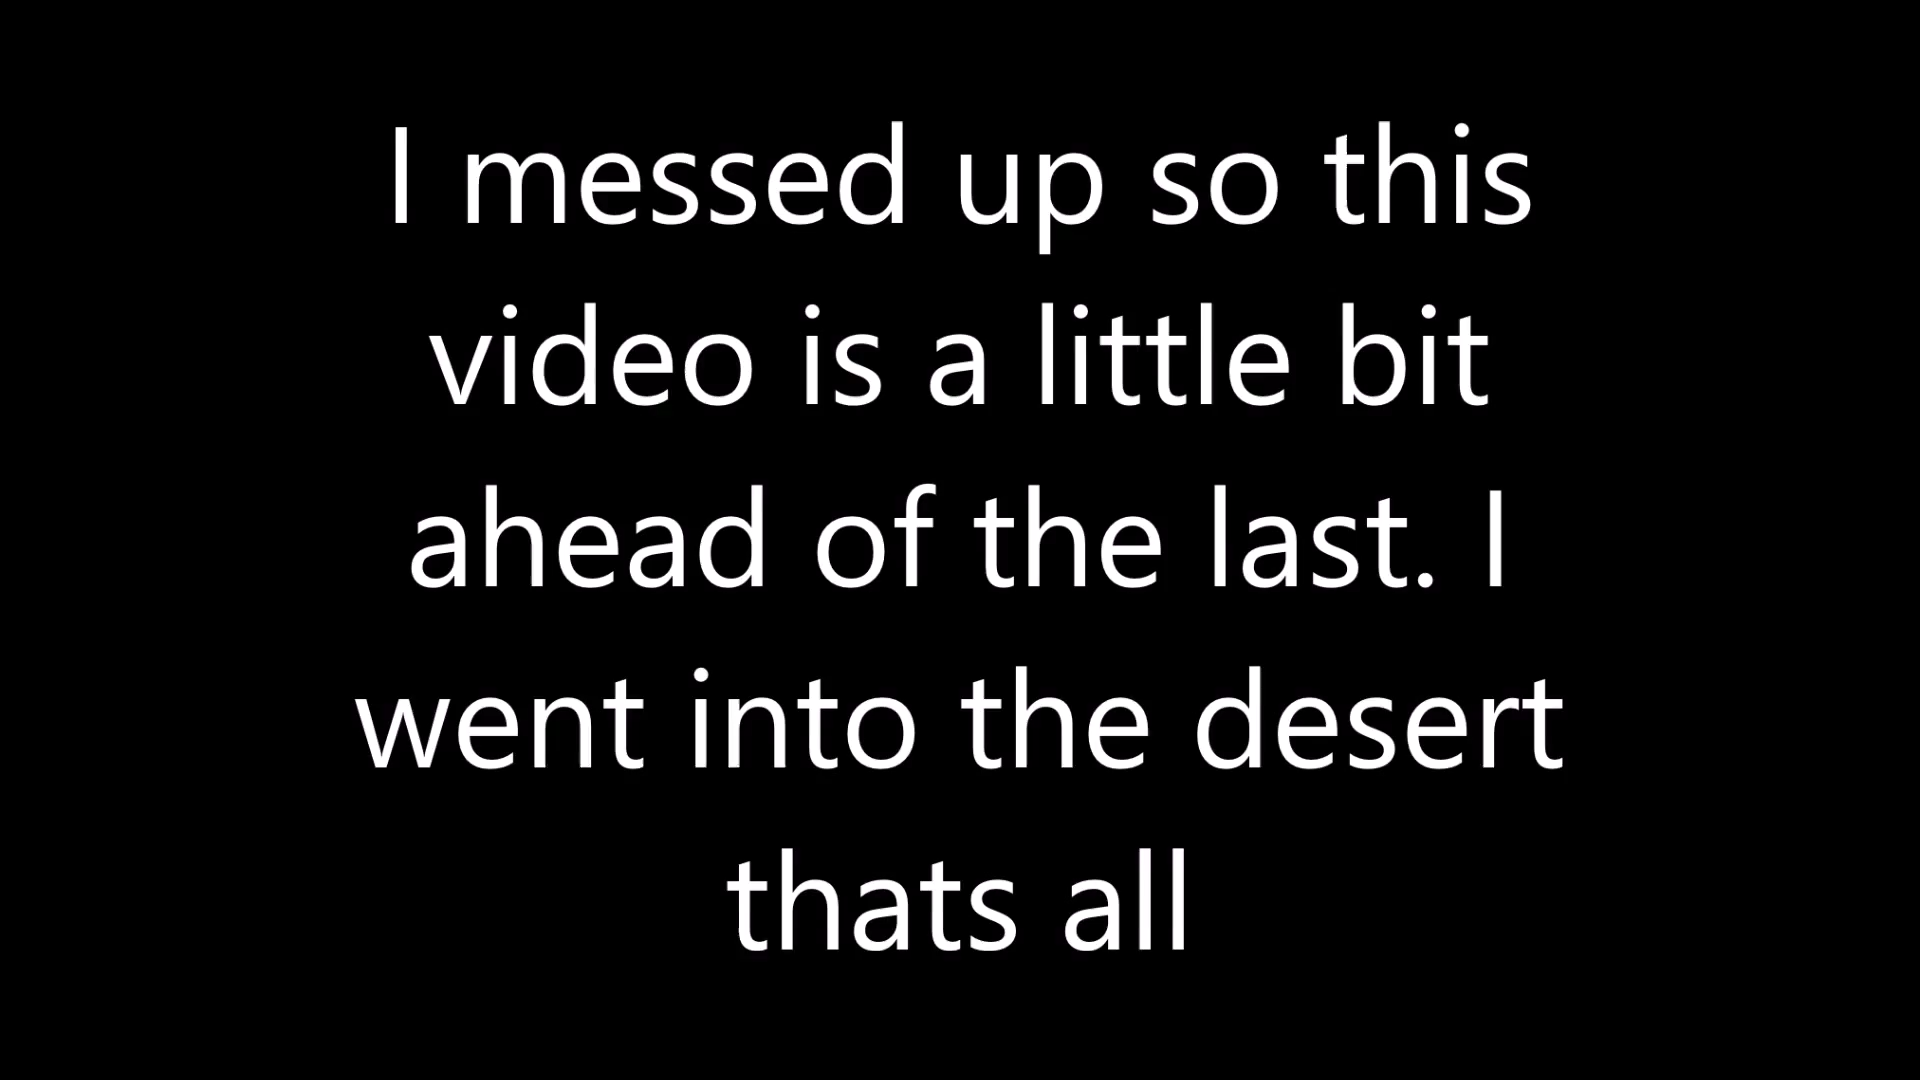 I messed up so this
video is a little bit
ahead of the last. I
went into the desert
thats all